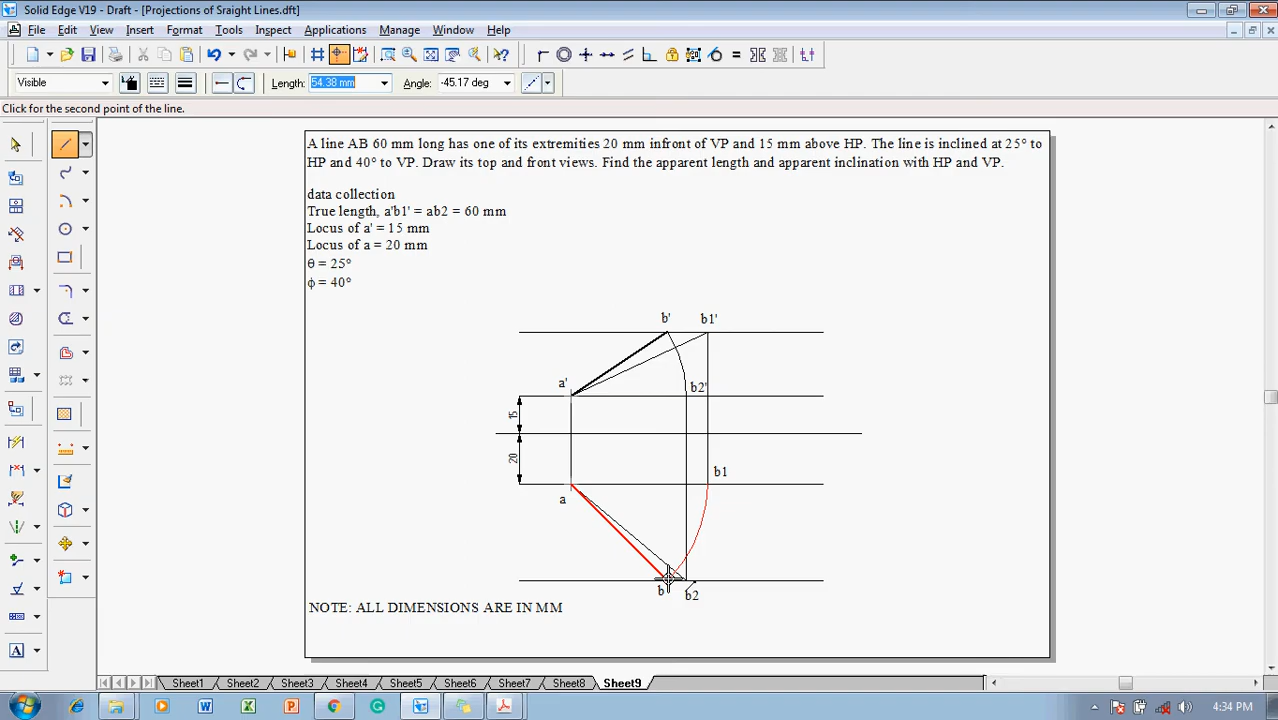 Solid Edge V19 - Draft - [Projections of Sraight Lines.dft]
File Edit View Insert Format Tools Inspect Applications Manage Window Help
Visible Length: 54.38 mm Angle: -45.17 deg
Click for the second point of the line.
A line AB 60 mm long has one of its extremities 20 mm infront of VP and 15 mm above HP. The line is inclined at 25° to
HP and 40° to VP. Draw its top and front views. Find the apparent length and apparent inclination with HP and VP.
data collection
True length, a'b1' = ab2 = 60 mm
Locus of a' = 15 mm
Locus of a = 20 mm
θ = 25°
ϕ = 40°
b' b1'
a' b2'
15
20
b1
a
b b2
NOTE: ALL DIMENSIONS ARE IN MM
Sheet1 Sheet2 Sheet3 Sheet4 Sheet5 Sheet6 Sheet7 Sheet8 Sheet9
4:34 PM